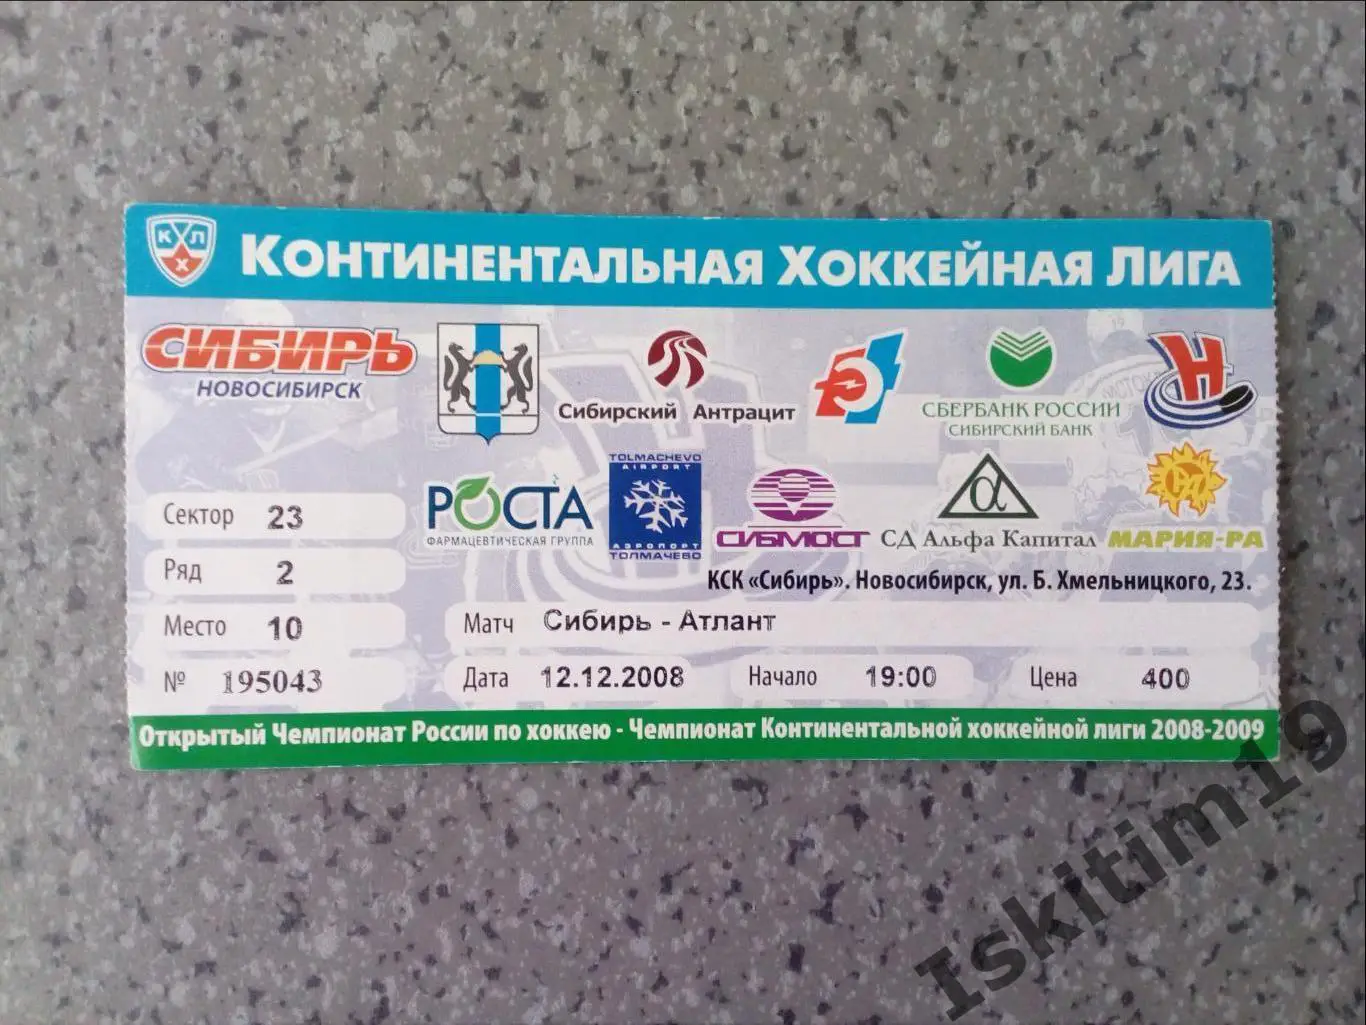 КХЛ
Континентальная Хоккейная Лига
СИБИРЬ
НОВОСИБИРСК
Сибирский Антрацит
СБЕРБАНК РОССИИ
СИБИРСКИЙ БАНК
Н
РОСТА
ФАРМАЦЕВТИЧЕСКАЯ ГРУППА
TOLMACHEVO
AIRPORT
АЭРОПОРТ
ТОЛМАЧЕВО
СИБМОСТ
α
СД Альфа Капитал
МАРИЯ-РА
КСК «Сибирь». Новосибирск, ул. Б. Хмельницкого, 23.
Сектор 23
Ряд 2
Место 10
Матч Сибирь - Атлант
№ 195043
Дата 12.12.2008 Начало 19:00 Цена 400
Открытый Чемпионат России по хоккею - Чемпионат Континентальной хоккейной лиги 2008-2009
Iskitim19